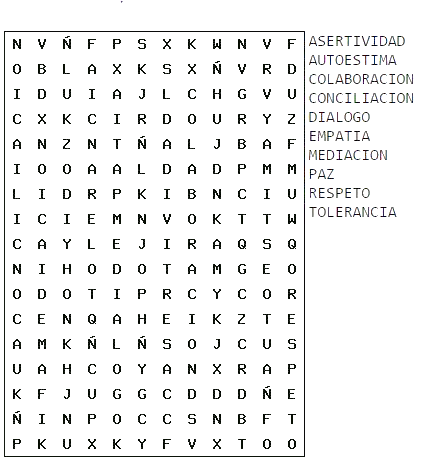 N V Ñ F P S X K W N V F
O B L A X K S X Ñ V R D
I D U I A J L C H G V U
C X K C I R D O U R Y Z
A N Z N T Ñ A L J B A F
I O O A A L D A D P M M
L I D R P K I B N C I U
I C I E M N V O K T T W
C A Y L E J I R A Q S Q
N I H O D O T A M G E O
O D O T I P R C Y C O R
C E N Q A H E I K Z T E
A M K Ñ L Ñ S O J C U S
U A H C O Y A N X R A P
K F J U G G C D D D Ñ E
Ñ I N P O C C S N B F T
P K U X K Y F V X T O O
ASERTIVIDAD
AUTOESTIMA
COLABORACION
CONCILIACION
DIALOGO
EMPATIA
MEDIACION
PAZ
RESPETO
TOLERANCIA